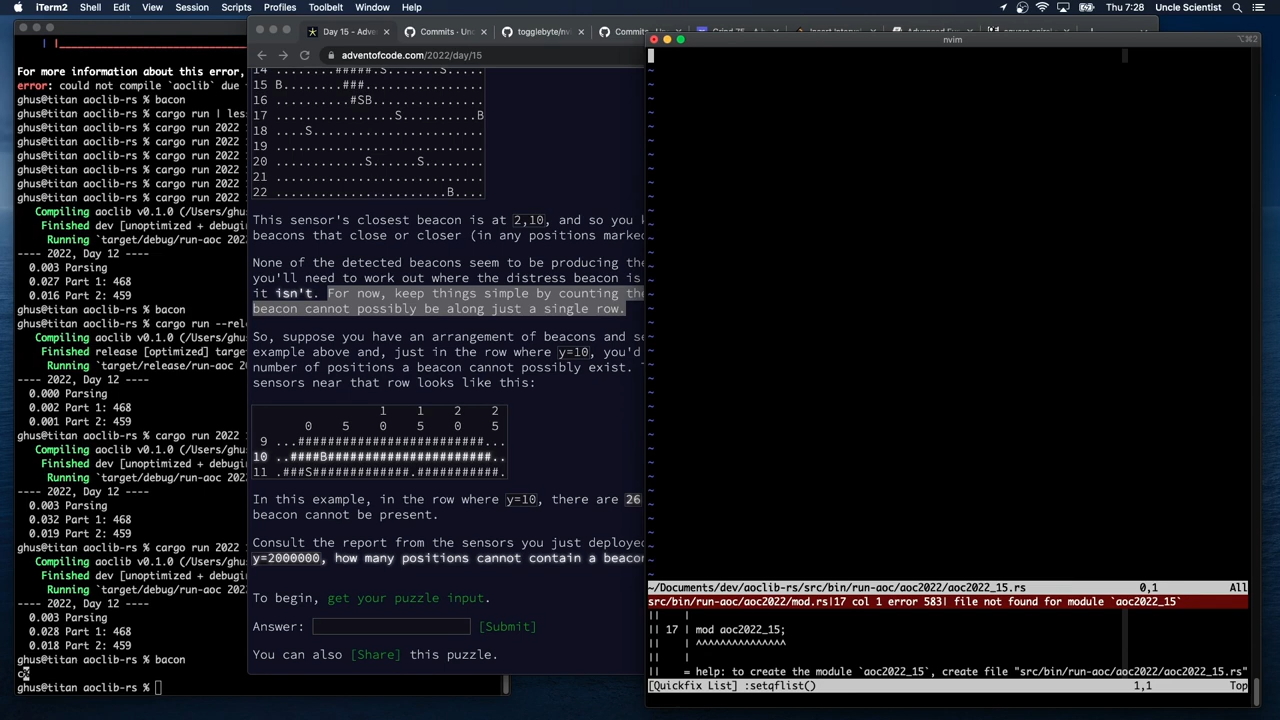 iTerm2 Shell Edit View Session Scripts Profiles Toolbelt Window Help Thu 7:28 Uncle Scientist
For more information about this error,
error: could not compile `aoclib` due
ghus@titan aoclib-rs % bacon
ghus@titan aoclib-rs % cargo run | les
ghus@titan aoclib-rs % cargo run 2022
ghus@titan aoclib-rs % cargo run 2022
ghus@titan aoclib-rs % cargo run 2022
ghus@titan aoclib-rs % cargo run 2022
ghus@titan aoclib-rs % cargo run 2022
ghus@titan aoclib-rs % cargo run 2022
Compiling aoclib v0.1.0 (/Users/gh
Finished dev [unoptimized + debugi
Running `target/debug/run-aoc 202
---- 2022, Day 12 ----
0.003 Parsing
0.027 Part 1: 468
0.016 Part 2: 459
ghus@titan aoclib-rs % bacon
ghus@titan aoclib-rs % cargo run --rel
Compiling aoclib v0.1.0 (/Users/gh
Finished release [optimized] targe
Running `target/release/run-aoc 2
---- 2022, Day 12 ----
0.000 Parsing
0.002 Part 1: 468
0.001 Part 2: 459
ghus@titan aoclib-rs % cargo run 2022
Compiling aoclib v0.1.0 (/Users/gh
Finished dev [unoptimized + debugi
Running `target/debug/run-aoc 202
---- 2022, Day 12 ----
0.003 Parsing
0.032 Part 1: 468
0.019 Part 2: 459
ghus@titan aoclib-rs % cargo run 2022
Compiling aoclib v0.1.0 (/Users/gh
Finished dev [unoptimized + debugi
Running `target/debug/run-aoc 202
---- 2022, Day 12 ----
0.003 Parsing
0.028 Part 1: 468
0.018 Part 2: 459
ghus@titan aoclib-rs % bacon
ghus@titan aoclib-rs %
Day 15 - Adve Commits · Un togglebyte/n Commits
adventofcode.com/2022/day/15
14 .......#####.S.......#...
15 B............###...................
16 ..............#SB..................
17 .......................S..........B
18 ......S............................
19 ...................................
20 ............S......S...............
21 ...................................
22 .......................B....
This sensor's closest beacon is at 2,10, and so you
beacons that close or closer (in any positions marke
None of the detected beacons seem to be producing the
you'll need to work out where the distress beacon is
it isn't. For now, keep things simple by counting the
beacon cannot possibly be along just a single row.
So, suppose you have an arrangement of beacons and se
example above and, just in the row where y=10, you'd
number of positions a beacon cannot possibly exist.
sensors near that row looks like this:
1 1 2 2
0 5 0 5 0 5
9 ...#########################...
10 ..####B######################..
11 .###S#############.###########.
In this example, in the row where y=10, there are 26
beacon cannot be present.
Consult the report from the sensors you just deployed
y=2000000, how many positions cannot contain a beaco
To begin, get your puzzle input.
Answer: [Submit]
You can also [Share] this puzzle.
nvim ⌥⌘2
~/Documents/dev/aoclib-rs/src/bin/run-aoc/aoc2022/aoc2022_15.rs 0,1 All
src/bin/run-aoc/aoc2022/mod.rs|17 col 1 error 583| file not found for module `aoc2022_15`
|| |
|| 17 | mod aoc2022_15;
|| | ^^^^^^^^^^^^^^^
|| |
|| = help: to create the module `aoc2022_15`, create file "src/bin/run-aoc/aoc2022/aoc2022_15.rs"
[Quickfix List] :setqflist() 1,1 Top